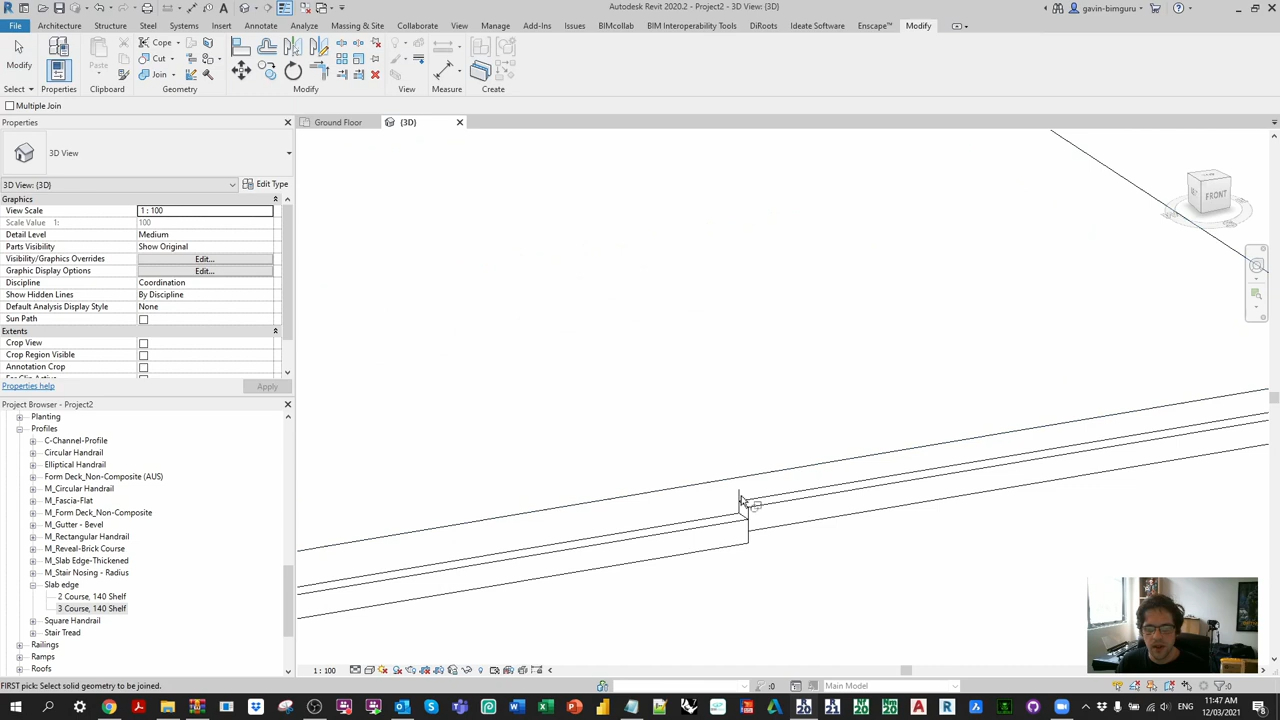 Autodesk Revit 2020.2 - Project2 - 3D View: {3D}
gavin-bimguru
File
Architecture
Structure
Steel
Systems
Insert
Annotate
Analyze
Massing & Site
Collaborate
View
Manage
Add-Ins
Issues
BIMcollab
BIM Interoperability Tools
DiRoots
Ideate Software
Enscape™
Modify
Modify
Paste
Cope
Cut
Join
Select
Properties
Clipboard
Geometry
Modify
View
Measure
Create
Multiple Join
Properties
Ground Floor
{3D}
3D View
3D View: {3D}
Edit Type
Graphics
View Scale
1 : 100
Scale Value 1:
100
Detail Level
Medium
Parts Visibility
Show Original
Visibility/Graphics Overrides
Edit...
Graphic Display Options
Edit...
Discipline
Coordination
Show Hidden Lines
By Discipline
Default Analysis Display Style
None
Sun Path
Extents
Crop View
Crop Region Visible
Annotation Crop
Properties help
Apply
Project Browser - Project2
Planting
Profiles
C-Channel-Profile
Circular Handrail
Elliptical Handrail
Form Deck_Non-Composite (AUS)
M_Circular Handrail
M_Fascia-Flat
M_Form Deck_Non-Composite
M_Gutter - Bevel
M_Rectangular Handrail
M_Reveal-Brick Course
M_Slab Edge-Thickened
M_Stair Nosing - Radius
Slab edge
2 Course, 140 Shelf
3 Course, 140 Shelf
Square Handrail
Stair Tread
Railings
Ramps
Roofs
FRONT
1 : 100
FIRST pick: Select solid geometry to be joined.
:0
Main Model
:0
11:47 AM
12/03/2021